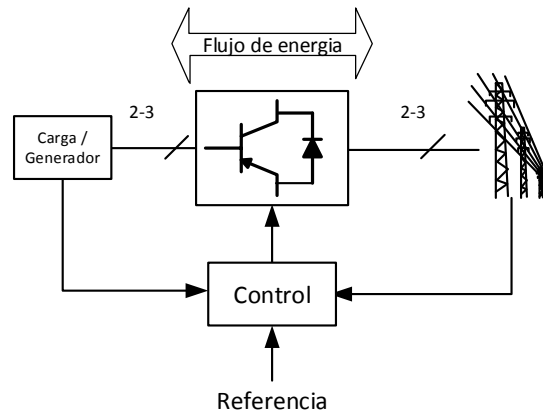 Flujo de energia
2-3
2-3
Carga /
Generador
Control
Referencia